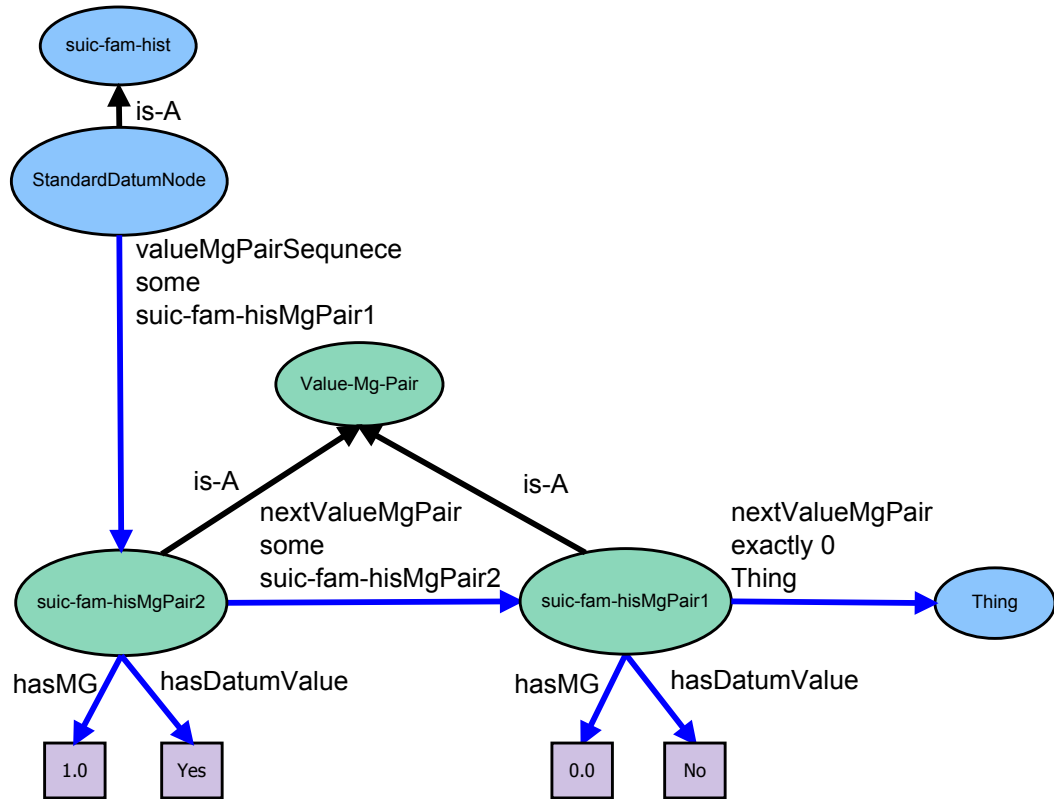 suic-fam-hist
is-A
StandardDatumNode
valueMgPairSequnece
some
suic-fam-hisMgPair1
Value-Mg-Pair
is-A
is-A
nextValueMgPair
some
suic-fam-hisMgPair2
nextValueMgPair
exactly 0
Thing
suic-fam-hisMgPair2
suic-fam-hisMgPair1
Thing
hasMG
hasDatumValue
hasMG
hasDatumValue
1.0
Yes
0.0
No